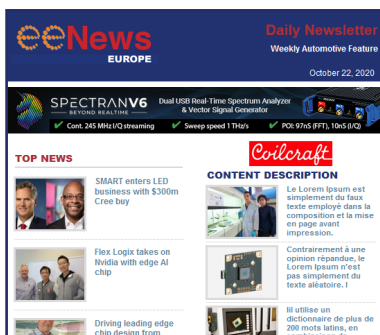 eeNews
EUROPE
Daily Newsletter
Weekly Automotive Feature
October 22, 2020
SPECTRANV6
BEYOND REALTIME
Dual USB Real-Time Spectrum Analyzer
& Vector Signal Generator
Cont. 245 MHz I/Q streaming
Sweep speed 1 THz/s
POI: 97nS (FFT), 10nS (I/Q)
TOP NEWS
SMART enters LED
business with $300m
Cree buy
Flex Logix takes on
Nvidia with edge AI
chip
Driving leading edge
chip design from
Coilcraft
CONTENT DESCRIPTION
Le Lorem Ipsum est
simplement du faux
texte employé dans la
composition et la mise
en page avant
impression.
Contrairement à une
opinion répandue, le
Lorem Ipsum n'est
pas simplement du
texte aléatoire. I
Iil utilise un
dictionnaire de plus de
200 mots latins, en